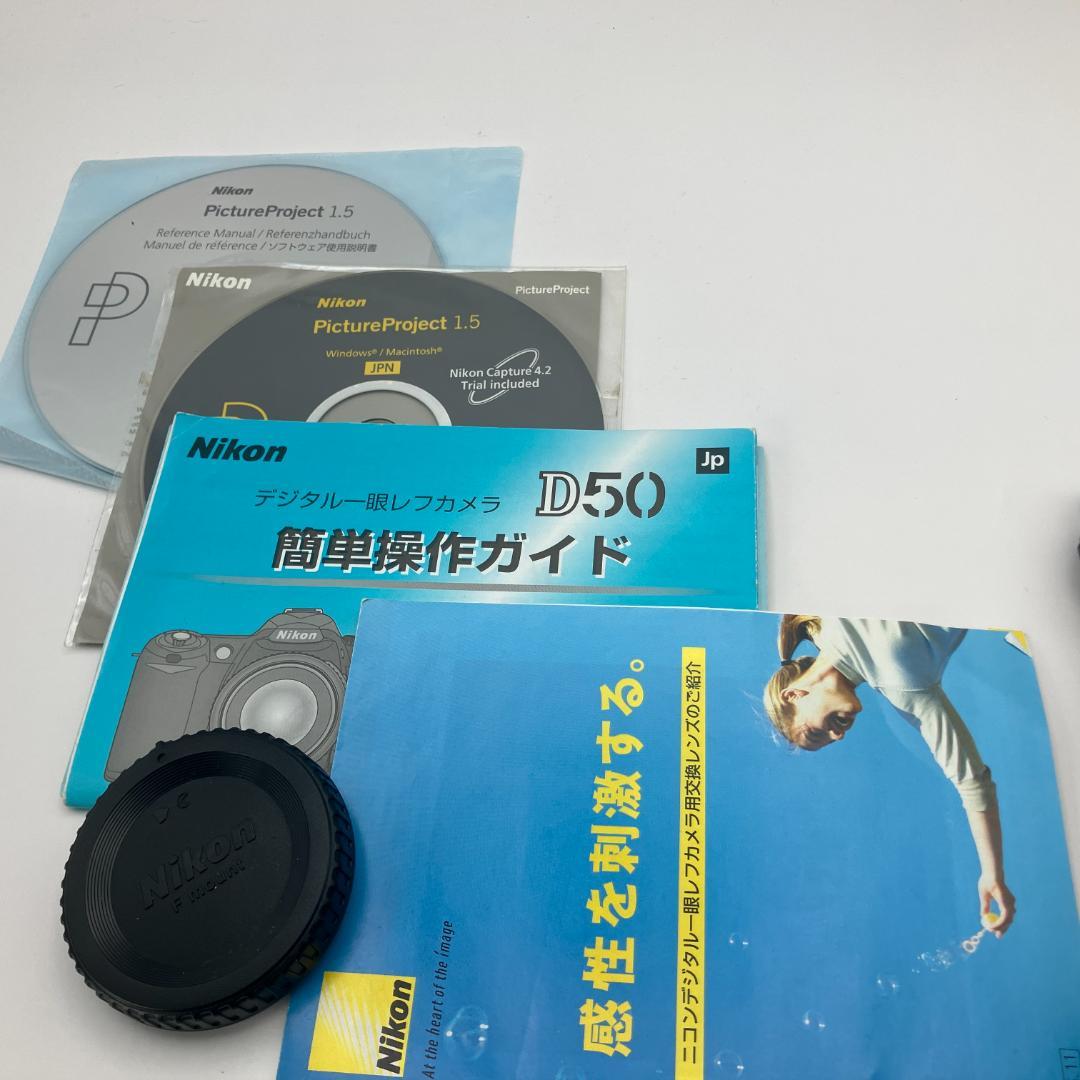 Nikon
PictureProject 1.5
Reference Manual / Referenzhandbuch
Manuel de référence / ソフトウェア使用説明書
Nikon
PictureProject
Nikon
PictureProject 1.5
Windows® / Macintosh®
JPN
Nikon Capture 4.2
Trial included
Nikon
Jp
デジタル一眼レフカメラ D50
簡単操作ガイド
Nikon
Nikon
F mount
感性を刺激する。
ニコンデジタル一眼レフカメラ用交換レンズのご紹介
Nikon
At the heart of the image
11